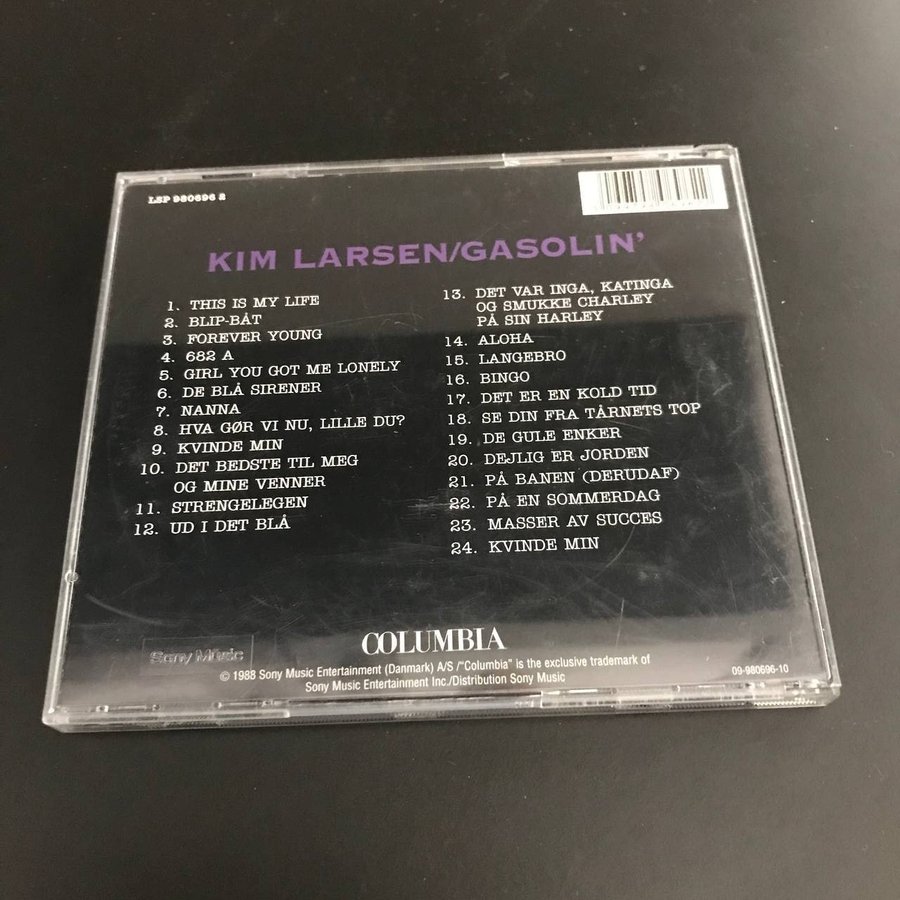 LSP 980696 2
KIM LARSEN/GASOLIN'
1. THIS IS MY LIFE
2. BLIP-BÅT
3. FOREVER YOUNG
4. 682 A
5. GIRL YOU GOT ME LONELY
6. DE BLÅ SIRENER
7. NANNA
8. HVA GØR VI NU, LILLE DU?
9. KVINDE MIN
10. DET BEDSTE TIL MEG
OG MINE VENNER
11. STRENGELEGEN
12. UD I DET BLÅ
13. DET VAR INGA, KATINGA
OG SMUKKE CHARLEY
PÅ SIN HARLEY
14. ALOHA
15. LANGEBRO
16. BINGO
17. DET ER EN KOLD TID
18. SE DIN FRA TÅRNETS TOP
19. DE GULE ENKER
20. DEJLIG ER JORDEN
21. PÅ BANEN (DERUDAF)
22. PÅ EN SOMMERDAG
23. MASSER AV SUCCES
24. KVINDE MIN
Sony Music
COLUMBIA
© 1988 Sony Music Entertainment (Danmark) A/S /"Columbia" is the exclusive trademark of
Sony Music Entertainment Inc./Distribution Sony Music
09-980696-10